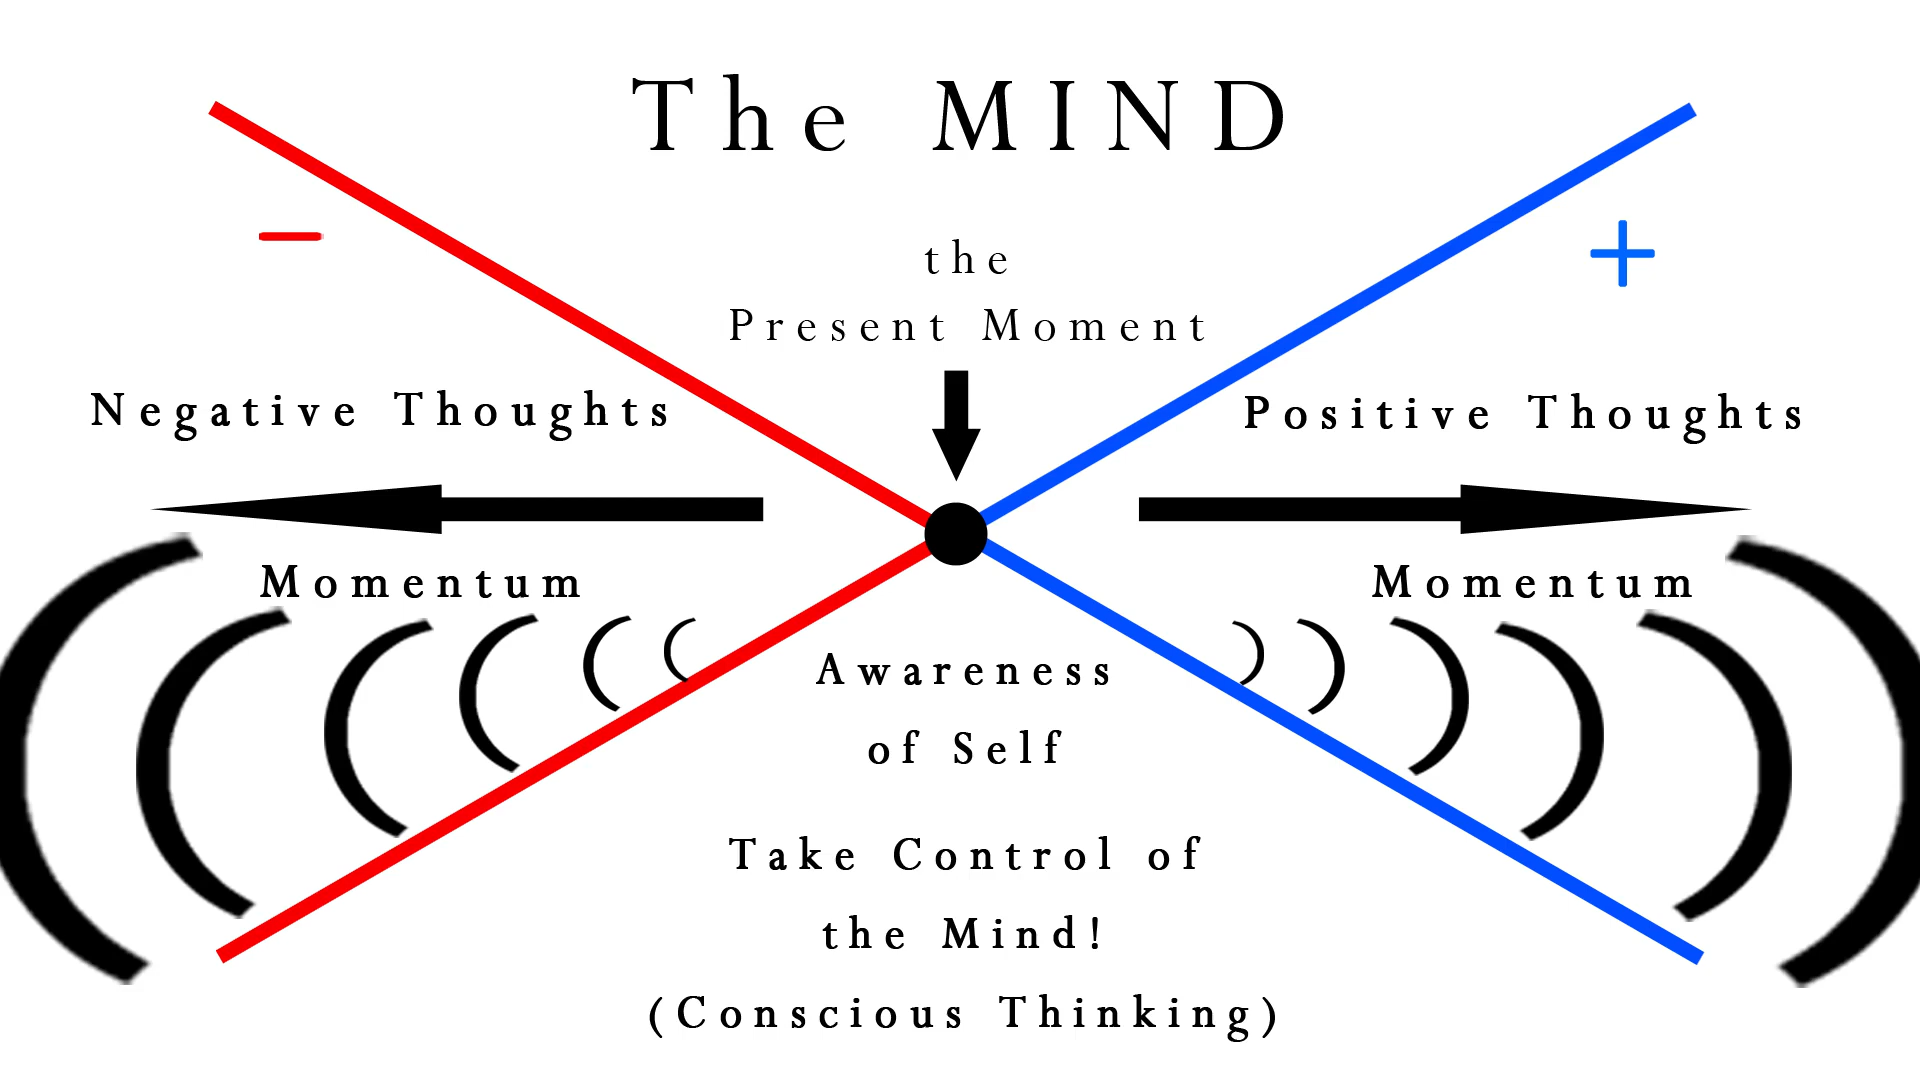 The MIND
the
Present Moment
−
+
Negative Thoughts
Positive Thoughts
Momentum
Momentum
Awareness
of Self
Take Control of
the Mind!
(Conscious Thinking)